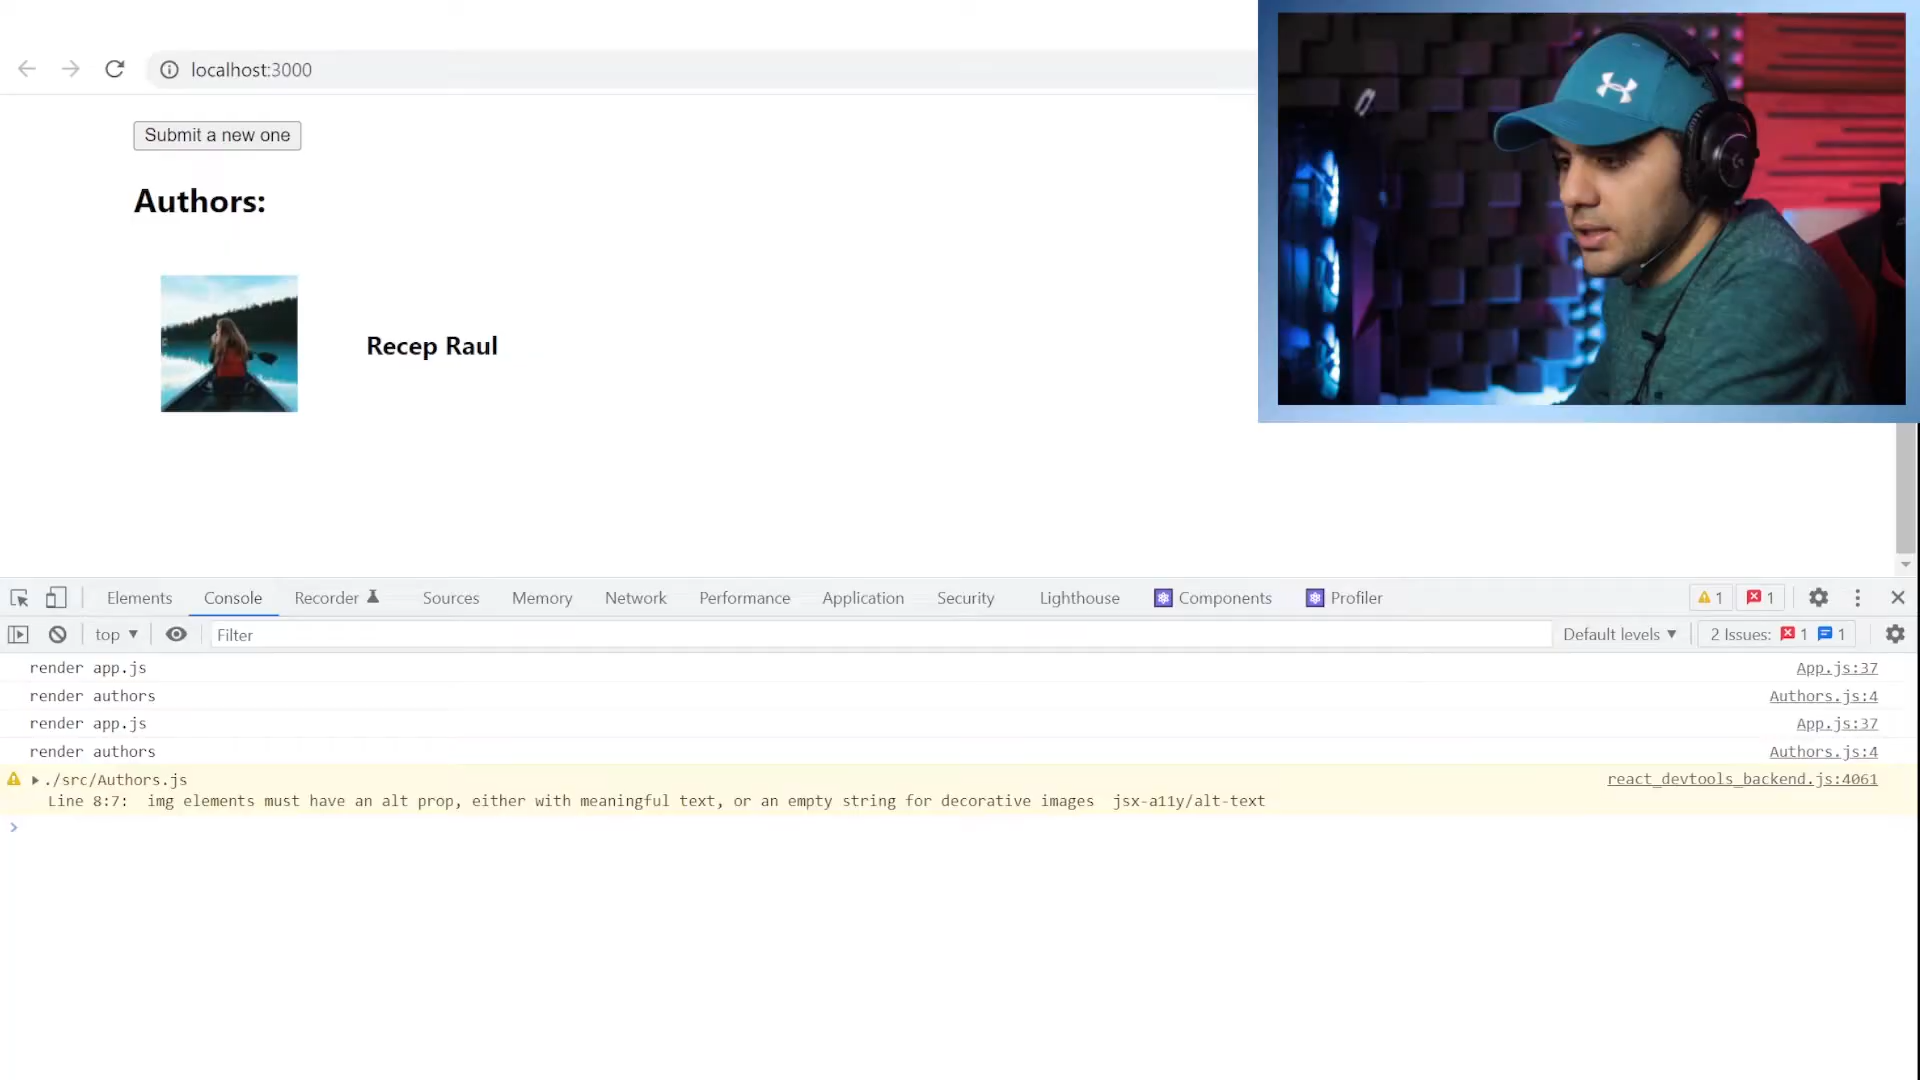 localhost:3000
Submit a new one
Authors:
Recep Raul
Elements Console Recorder Sources Memory Network Performance Application Security Lighthouse Components Profiler 1 1
top Filter Default levels 2 Issues: 1 1
render app.js App.js:37
render authors Authors.js:4
render app.js App.js:37
render authors Authors.js:4
./src/Authors.js react_devtools_backend.js:4061
Line 8:7: img elements must have an alt prop, either with meaningful text, or an empty string for decorative images jsx-a11y/alt-text